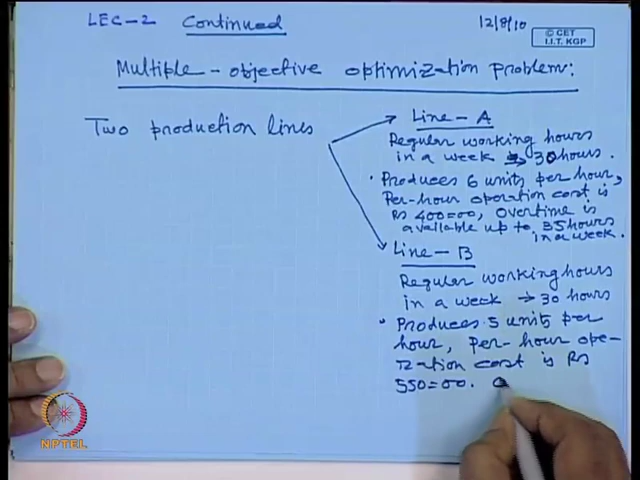 LEC-2 Continued 12/8/10
© CET
I.I.T. KGP
Multiple-objective optimization problem:
Two production lines
Line-A
Regular working hours
in a week → 30 hours.
• Produces 6 units per hour,
Per-hour operation cost is
Rs 400=00, overtime is
available up to 35 hours
in a week.
Line-B
Regular working hours
in a week → 30 hours
• Produces 5 units per
hour, per-hour ope-
ration cost is Rs
550=00. O
NPTEL